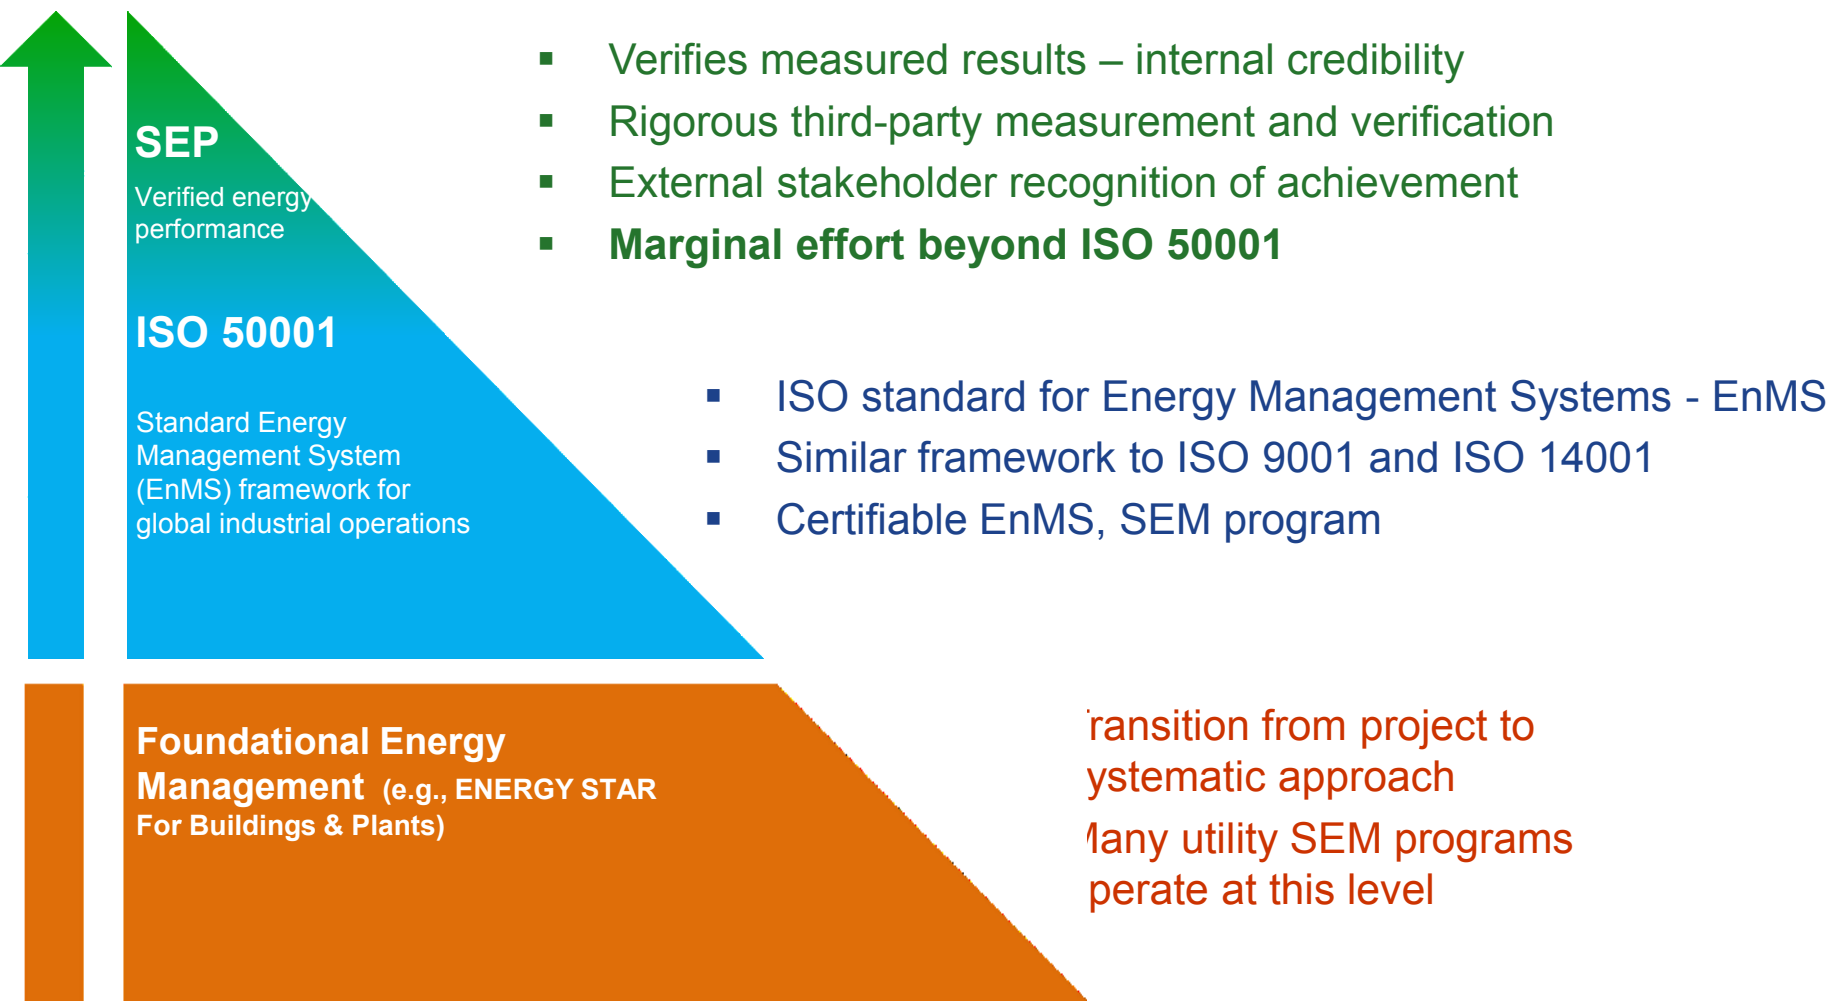 ▪ Verifies measured results – internal credibility
▪ Rigorous third-party measurement and verification
▪ External stakeholder recognition of achievement
▪ Marginal effort beyond ISO 50001
SEP
Verified energy
performance
ISO 50001
Standard Energy
Management System
(EnMS) framework for
global industrial operations
▪ ISO standard for Energy Management Systems - EnMS
▪ Similar framework to ISO 9001 and ISO 14001
▪ Certifiable EnMS, SEM program
Foundational Energy
Management (e.g., ENERGY STAR
For Buildings & Plants)
ransition from project to
ystematic approach
any utility SEM programs
perate at this level